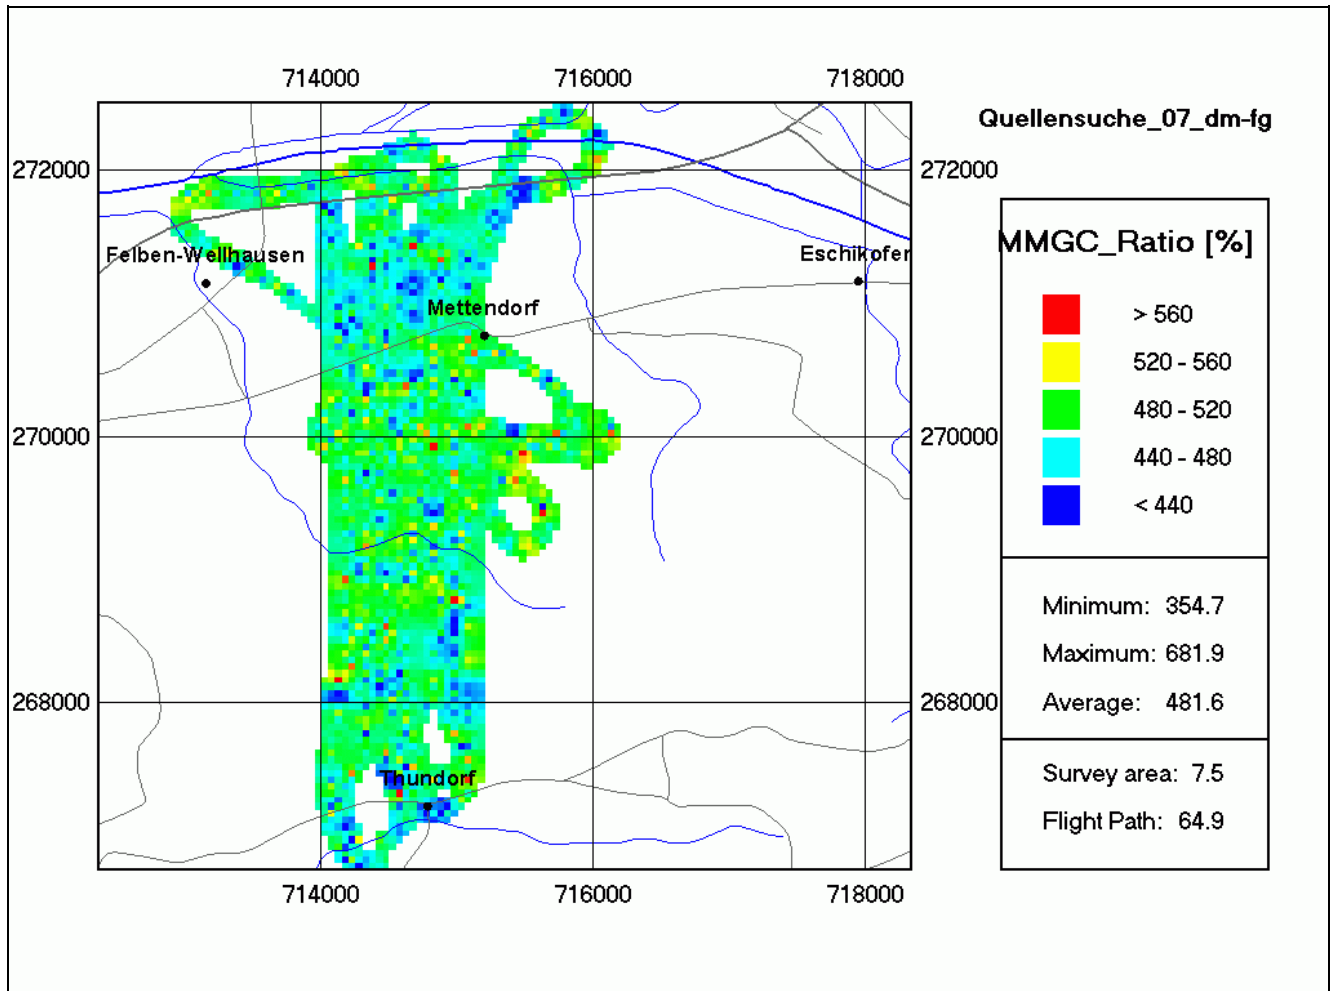 714000 716000 718000
Quellensuche_07_dm-fg
272000 272000
MMGC_Ratio [%]
Felben-Wellhausen Eschikofer
Mettendorf
> 560
520 - 560
480 - 520
440 - 480
< 440
270000 270000
Minimum: 354.7
Maximum: 681.9
Average: 481.6
268000 268000
Thundorf
Survey area: 7.5
Flight Path: 64.9
714000 716000 718000